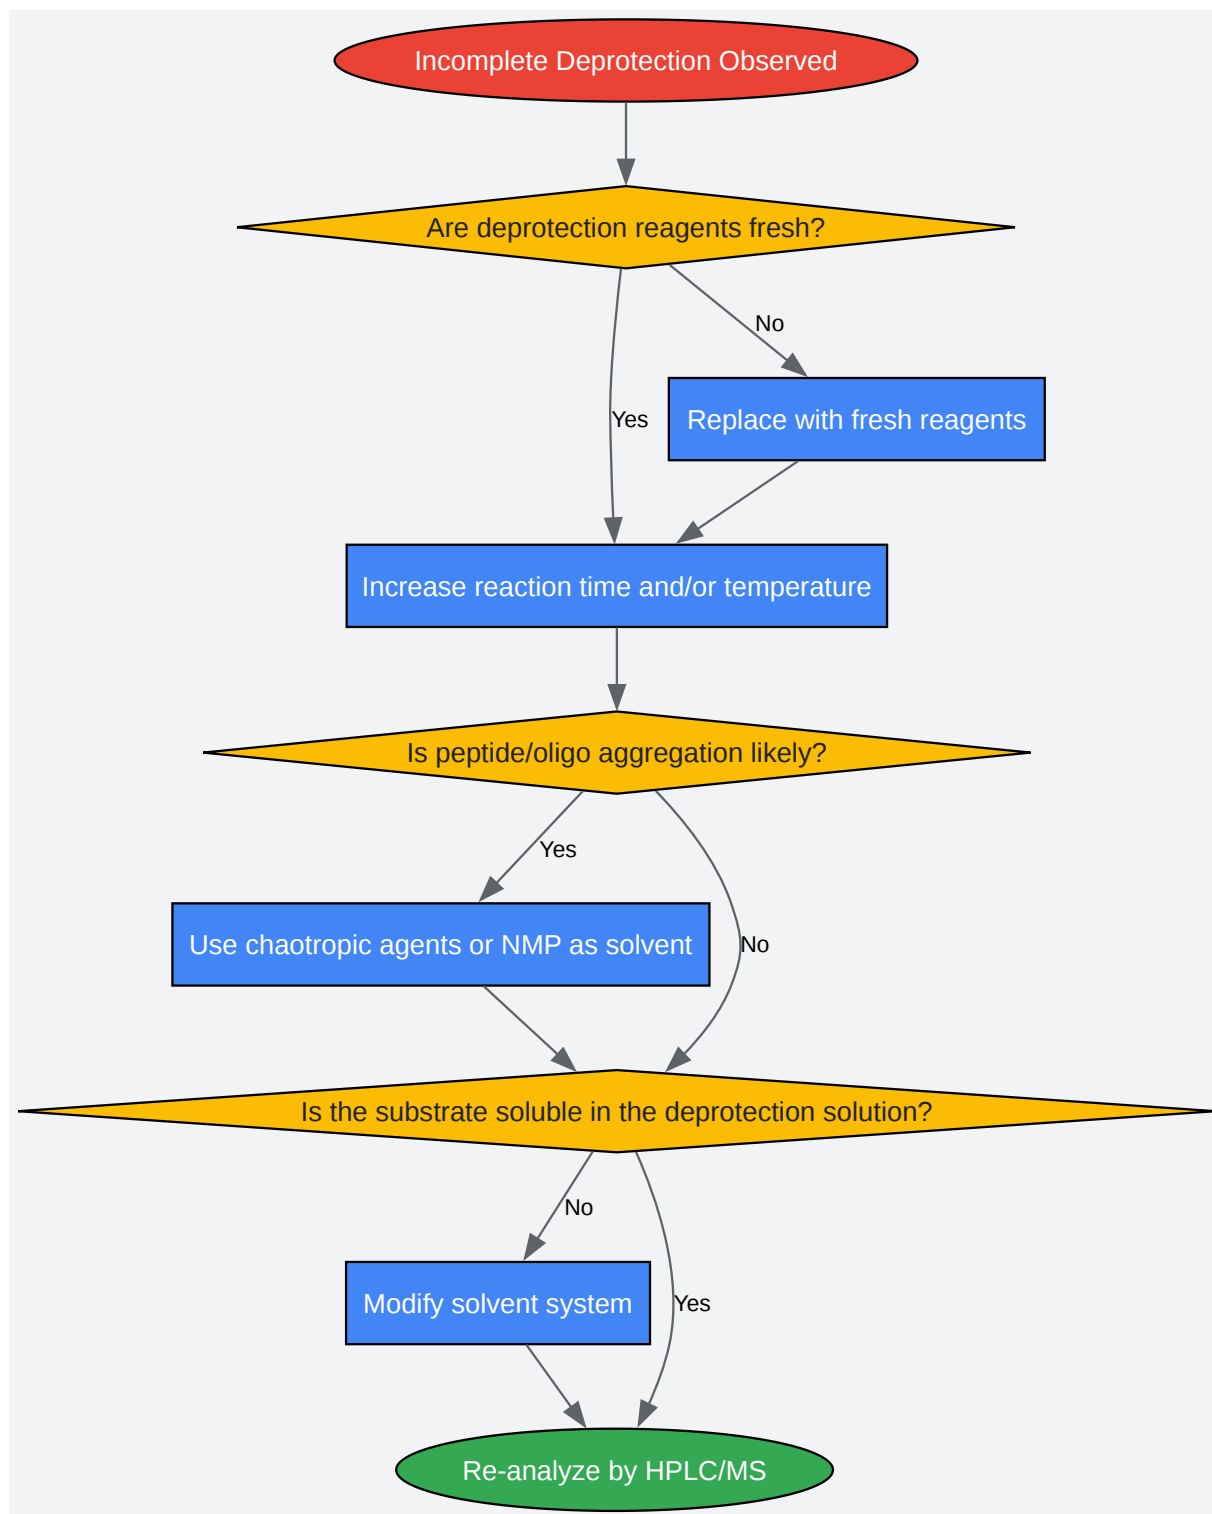 Incomplete Deprotection Observed
Are deprotection reagents fresh?
No
Yes
Replace with fresh reagents
Increase reaction time and/or temperature
Is peptide/oligo aggregation likely?
Yes
Use chaotropic agents or NMP as solvent
No
Is the substrate soluble in the deprotection solution?
No
Modify solvent system
Yes
Re-analyze by HPLC/MS